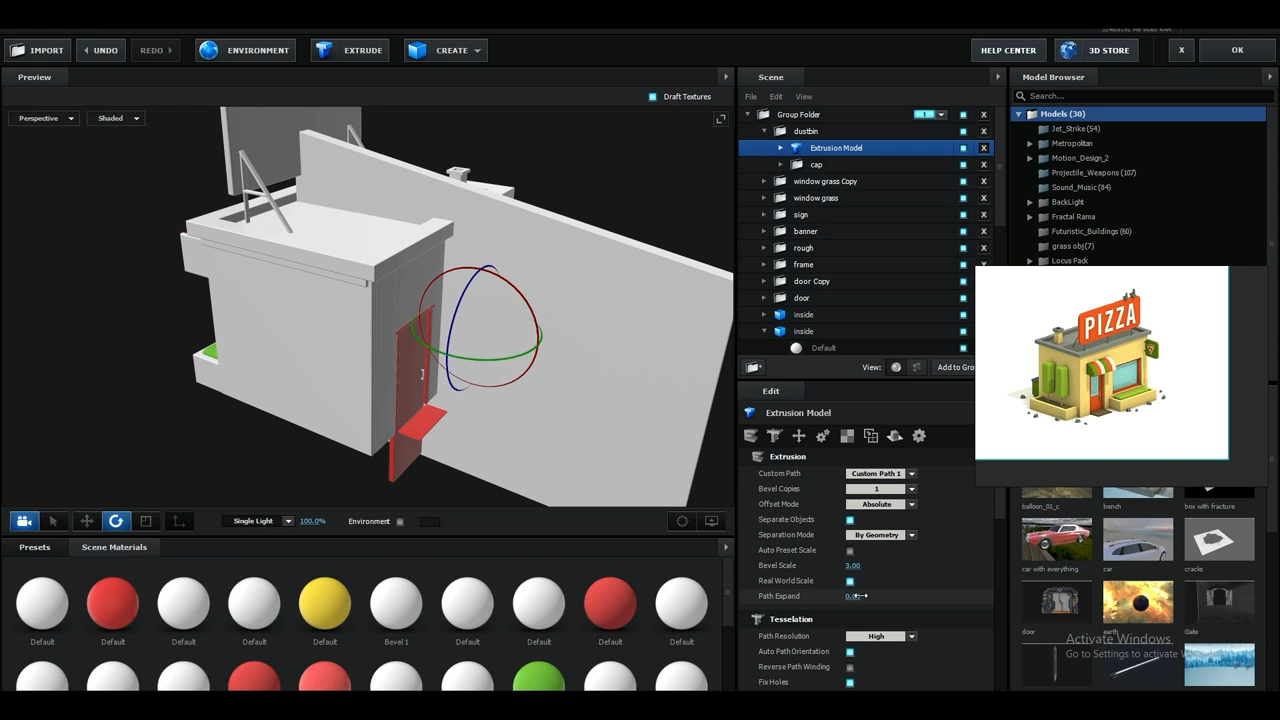 IMPORT
UNDO
REDO
ENVIRONMENT
EXTRUDE
CREATE
HELP CENTER
3D STORE
X
OK
Preview
Draft Textures
Perspective
Shaded
Single Light
100.0%
Environment
Presets
Scene Materials
Default
Default
Default
Default
Default
Bevel 1
Default
Default
Default
Default
Scene
File
Edit
View
Group Folder
1
dustbin
Extrusion Model
X
cap
X
window grass Copy
X
window grass
X
sign
X
banner
X
rough
X
frame
X
door Copy
door
inside
inside
Default
View:
Add to Gro
Edit
Extrusion Model
Extrusion
Custom Path
Custom Path 1
Bevel Copies
1
Offset Mode
Absolute
Separate Objects
Separation Mode
By Geometry
Auto Preset Scale
Bevel Scale
3.00
Real World Scale
Path Expand
Tesselation
Path Resolution
High
Auto Path Orientation
Reverse Path Winding
Fix Holes
Model Browser
Search...
Models (30)
Jet_Strike (54)
Metropolitan
Motion_Design_2
Projectile_Weapons (107)
Sound_Music (84)
BackLight
Fractal Rama
Futuristic_Buildings (60)
grass obj(7)
Locus Pack
PIZZA
balloon_01_c
bench
box with fracture
car with everything
car
cracks
door
earth
Gate
Activate Windows
Go to Settings to activate